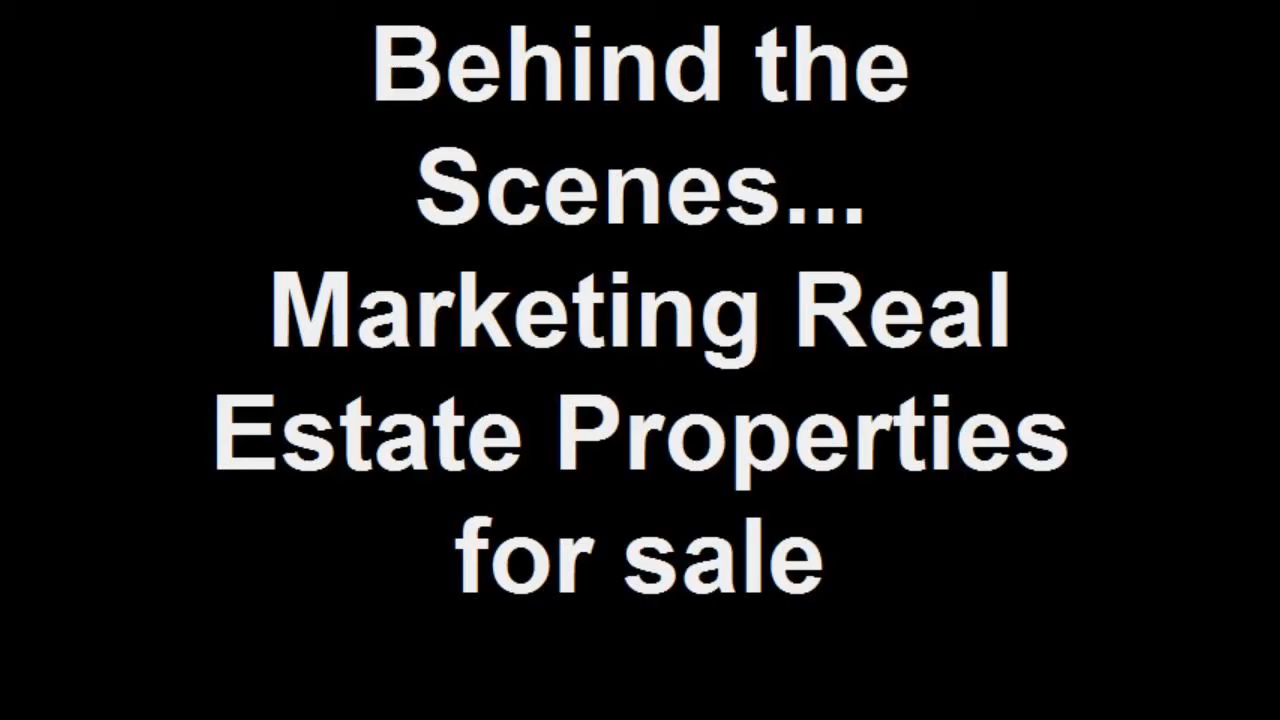 Behind the
Scenes...
Marketing Real
Estate Properties
for sale